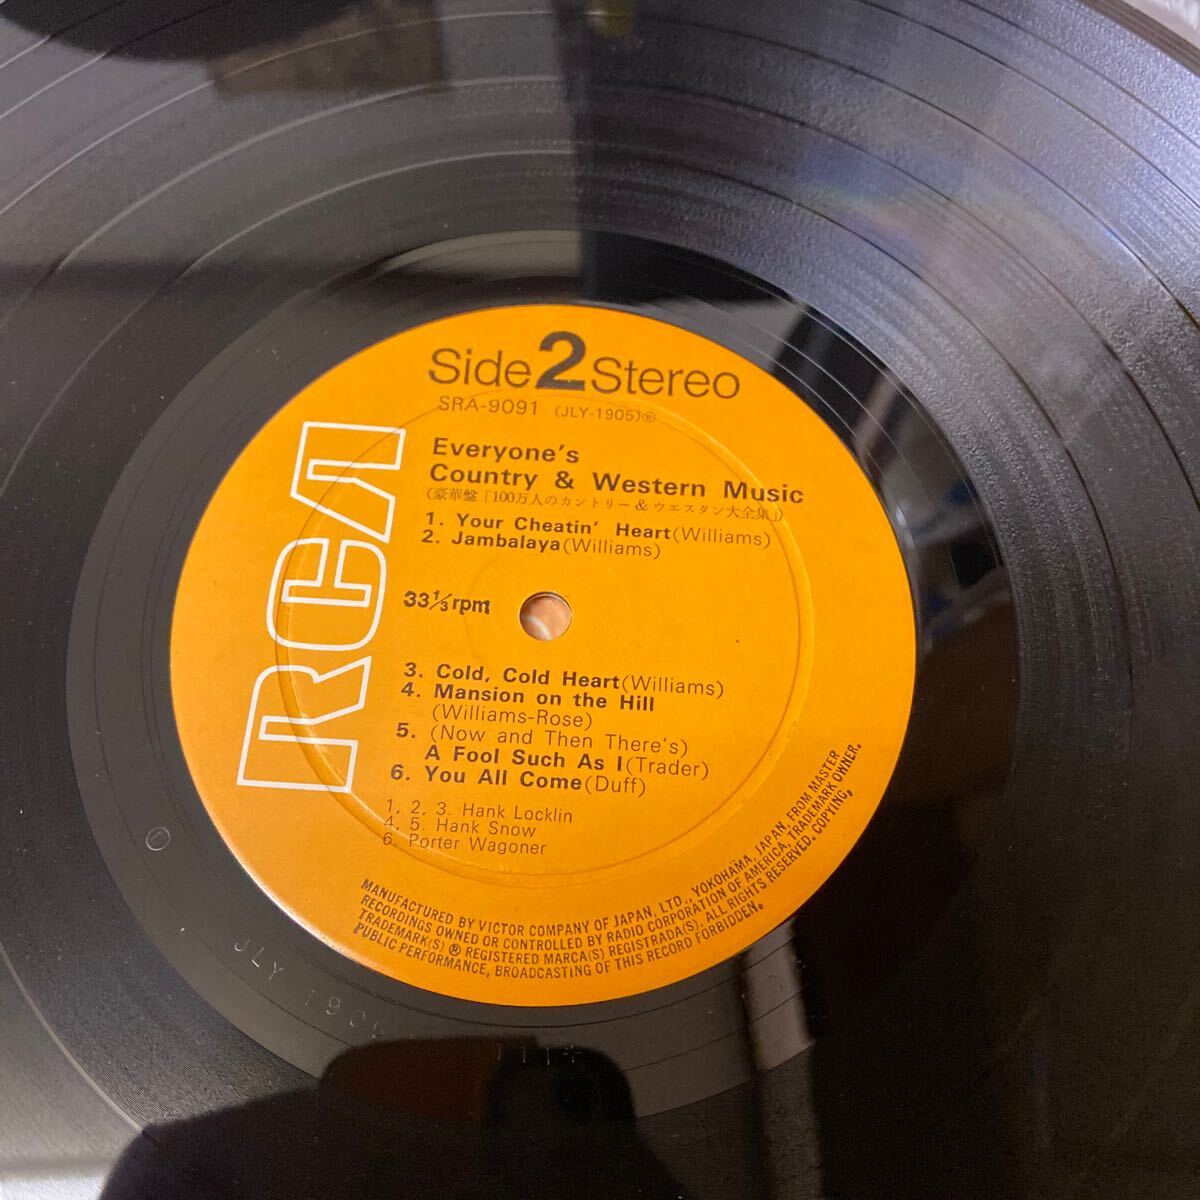 Side 2 Stereo
SRA-9091 (JLY-1905)℗
Everyone's
Country & Western Music
(豪華盤「100万人のカントリー&ウエスタン大全集」)
1. Your Cheatin' Heart(Williams)
2. Jambalaya(Williams)
33⅓rpm
3. Cold, Cold Heart(Williams)
4. Mansion on the Hill
(Williams-Rose)
5. (Now and Then There's)
A Fool Such As I(Trader)
6. You All Come(Duff)
1, 2, 3. Hank Locklin
4, 5. Hank Snow
6. Porter Wagoner
RCA
MANUFACTURED BY VICTOR COMPANY OF JAPAN, LTD., YOKOHAMA, JAPAN, FROM MASTER
RECORDINGS OWNED OR CONTROLLED BY RADIO CORPORATION OF AMERICA, TRADEMARK OWNER.
TRADEMARK(S) ® REGISTERED MARCA(S) REGISTRADA(S). ALL RIGHTS RESERVED. COPYING,
PUBLIC PERFORMANCE, BROADCASTING OF THIS RECORD FORBIDDEN.
JLY 190
111